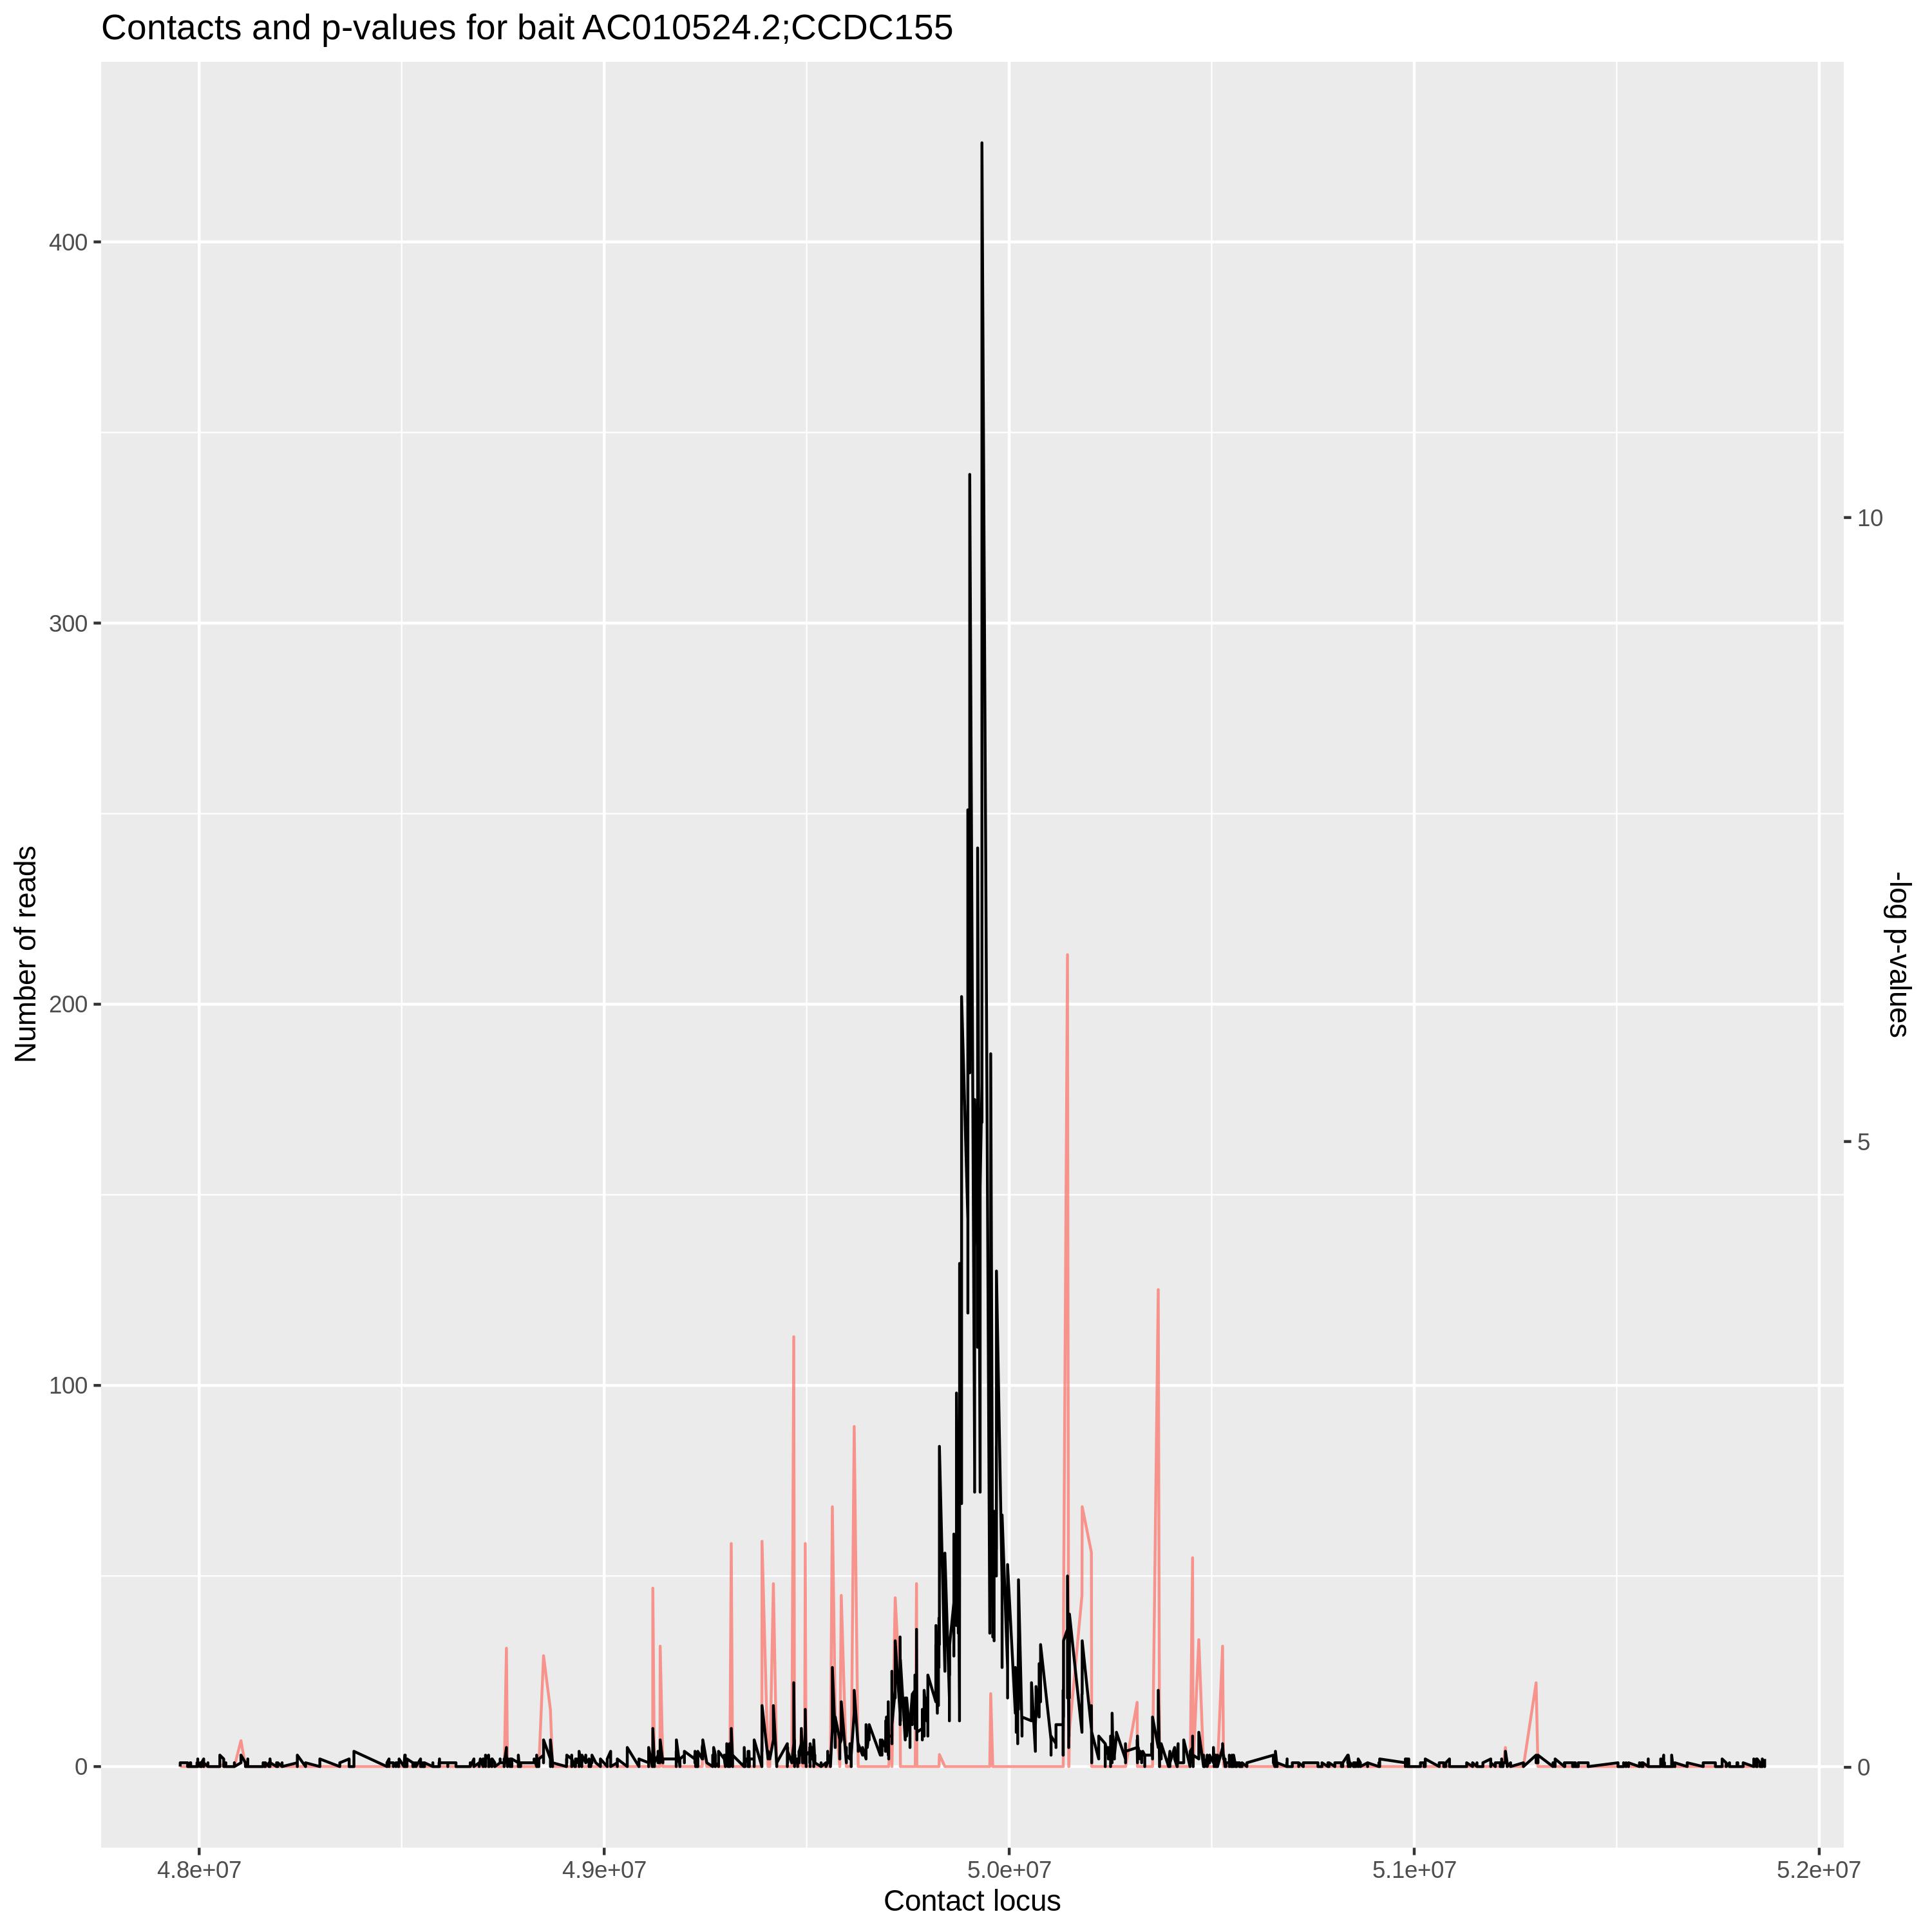 Contacts and p-values for bait AC010524.2;CCDC155
400
300
200
100
0
Number of reads
10
5
0
-log p-values
4.8e+07
4.9e+07
5.0e+07
5.1e+07
5.2e+07
Contact locus